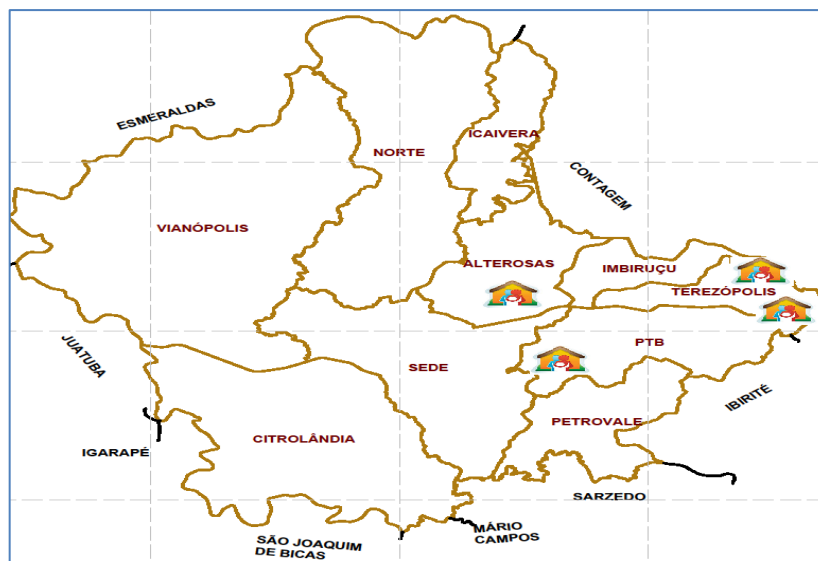 ESMERALDAS
NORTE
ICAIVERA
CONTAGEM
VIANÓPOLIS
ALTEROSAS
IMBIRUÇU
TEREZÓPOLIS
JUATUBA
SEDE
PTB
IBIRITÉ
PETROVALE
CITROLÂNDIA
IGARAPÉ
SARZEDO
SÃO JOAQUIM
DE BICAS
MÁRIO
CAMPOS